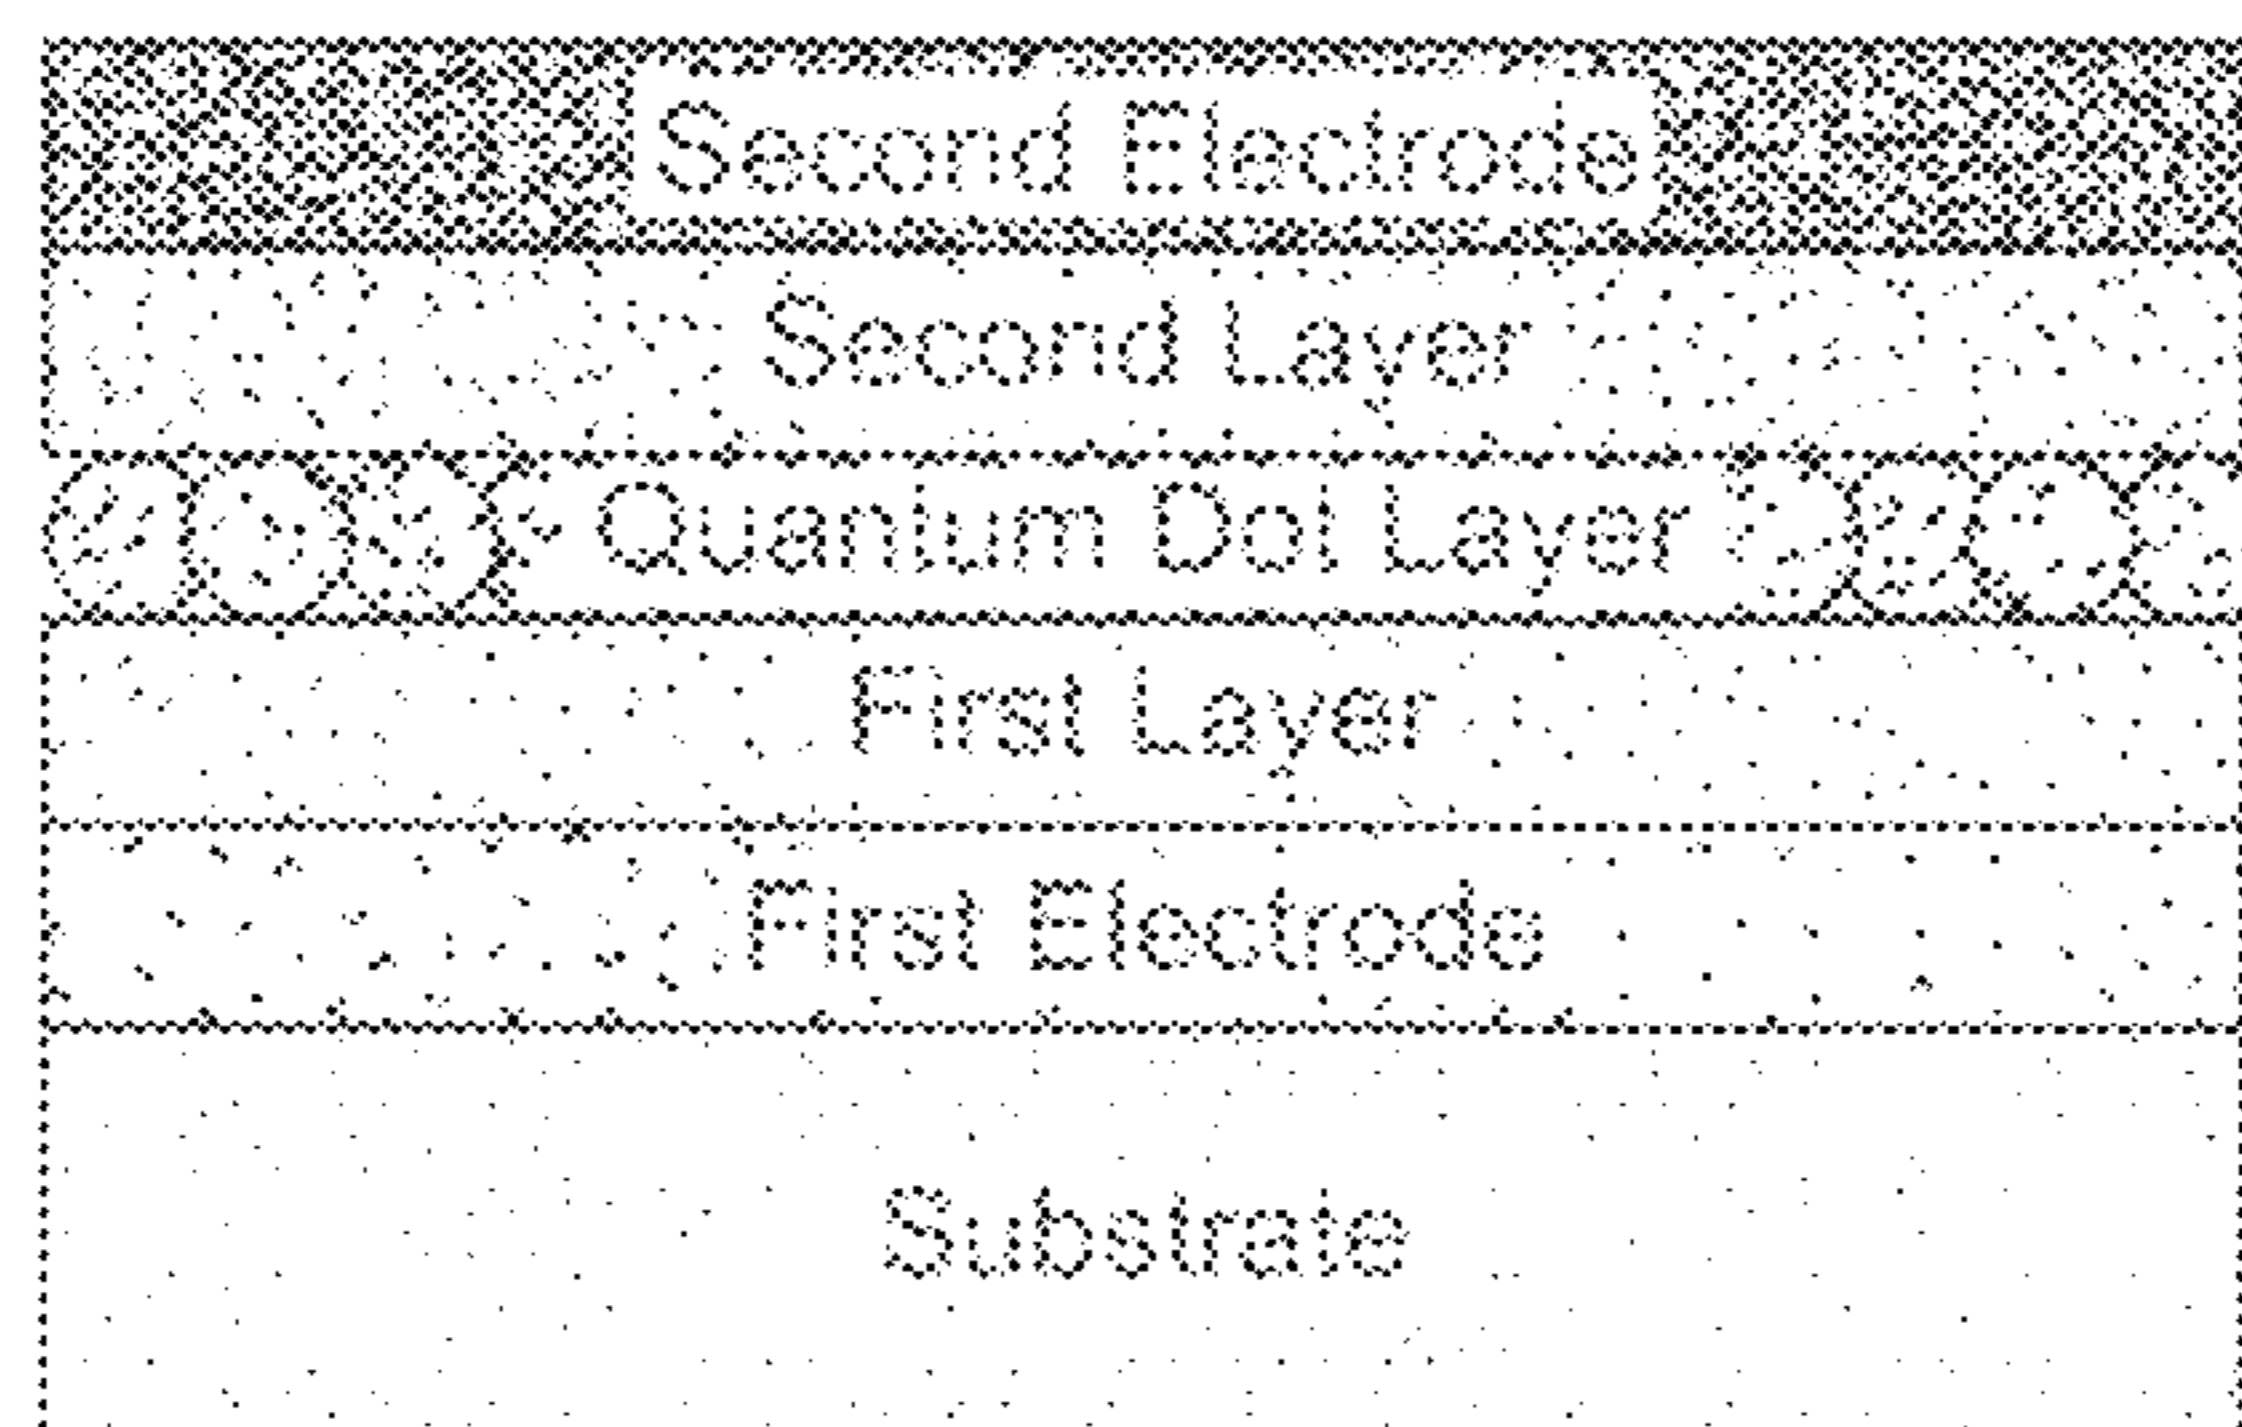 Second Electrode
Second Layer
Quantum Dot Layer
First Layer
First Electrode
Substrate